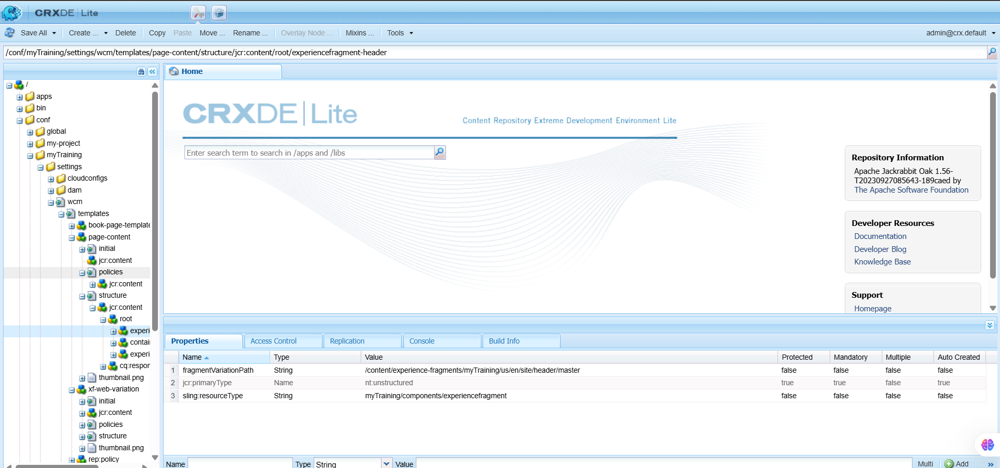 CRXDE | Lite
Save All
Create ...
Delete
Copy
Paste
Move ...
Rename ...
Overlay Node ...
Mixins ...
Tools
admin@crx.default
/conf/myTraining/settings/wcm/templates/page-content/structure/jcr:content/root/experiencefragment-header
/
apps
bin
conf
global
my-project
myTraining
settings
cloudconfigs
dam
wcm
templates
book-page-template
page-content
initial
jcr:content
policies
jcr:content
structure
jcr:content
root
experi
contai
experi
cq:respon
thumbnail.png
xf-web-variation
initial
jcr:content
policies
structure
thumbnail.png
rep:policy
Home
CRXDE | Lite
Content Repository Extreme Development Environment Lite
Enter search term to search in /apps and /libs
Repository Information
Apache Jackrabbit Oak 1.56-
T20230927085643-189caed by
The Apache Software Foundation
Developer Resources
Documentation
Developer Blog
Knowledge Base
Support
Homepage
Properties
Access Control
Replication
Console
Build Info
Name Type Value Protected Mandatory Multiple Auto Created
1 fragmentVariationPath String /content/experience-fragments/myTraining/us/en/site/header/master false false false false
2 jcr:primaryType Name nt:unstructured true true false true
3 sling:resourceType String myTraining/components/experiencefragment false false false false
Name Type String Value Multi Add